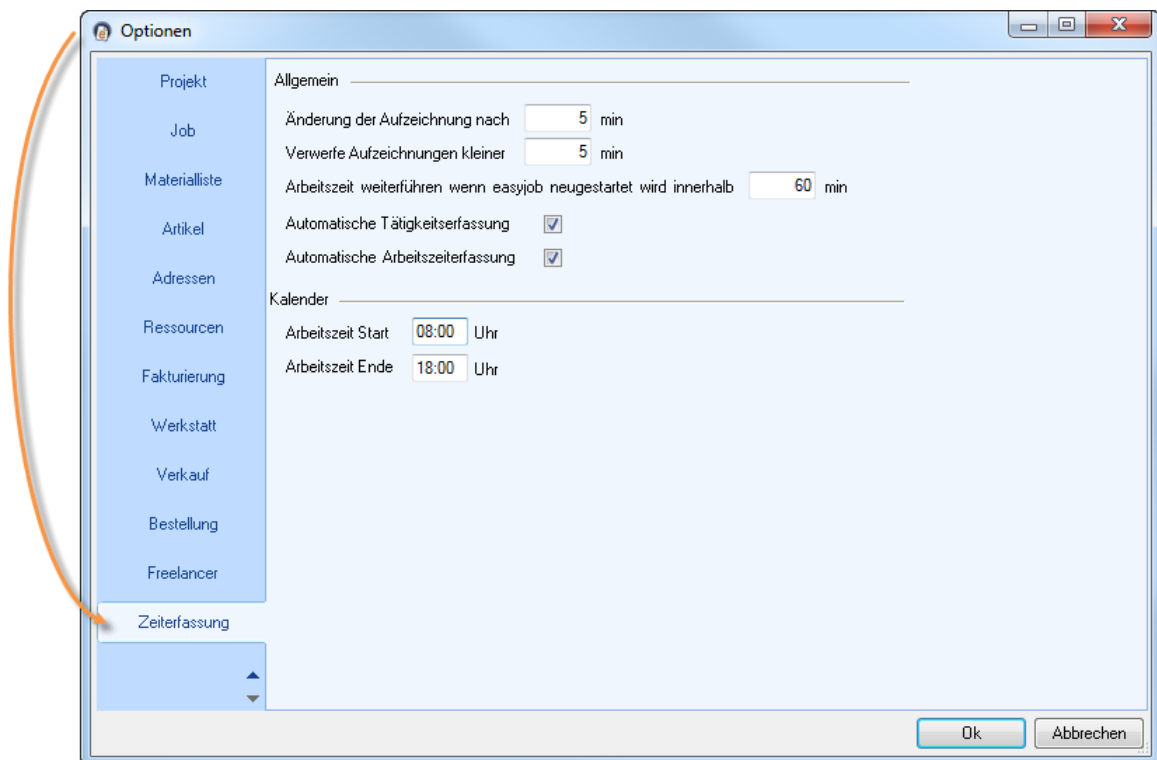 Optionen
Projekt
Job
Materialliste
Artikel
Adressen
Ressourcen
Fakturierung
Werkstatt
Verkauf
Bestellung
Freelancer
Zeiterfassung
Allgemein
Änderung der Aufzeichnung nach 5 min
Verwerfe Aufzeichnungen kleiner 5 min
Arbeitszeit weiterführen wenn easyjob neugestartet wird innerhalb 60 min
Automatische Tätigkeitserfassung
Automatische Arbeitszeiterfassung
Kalender
Arbeitszeit Start 08:00 Uhr
Arbeitszeit Ende 18:00 Uhr
Ok Abbrechen